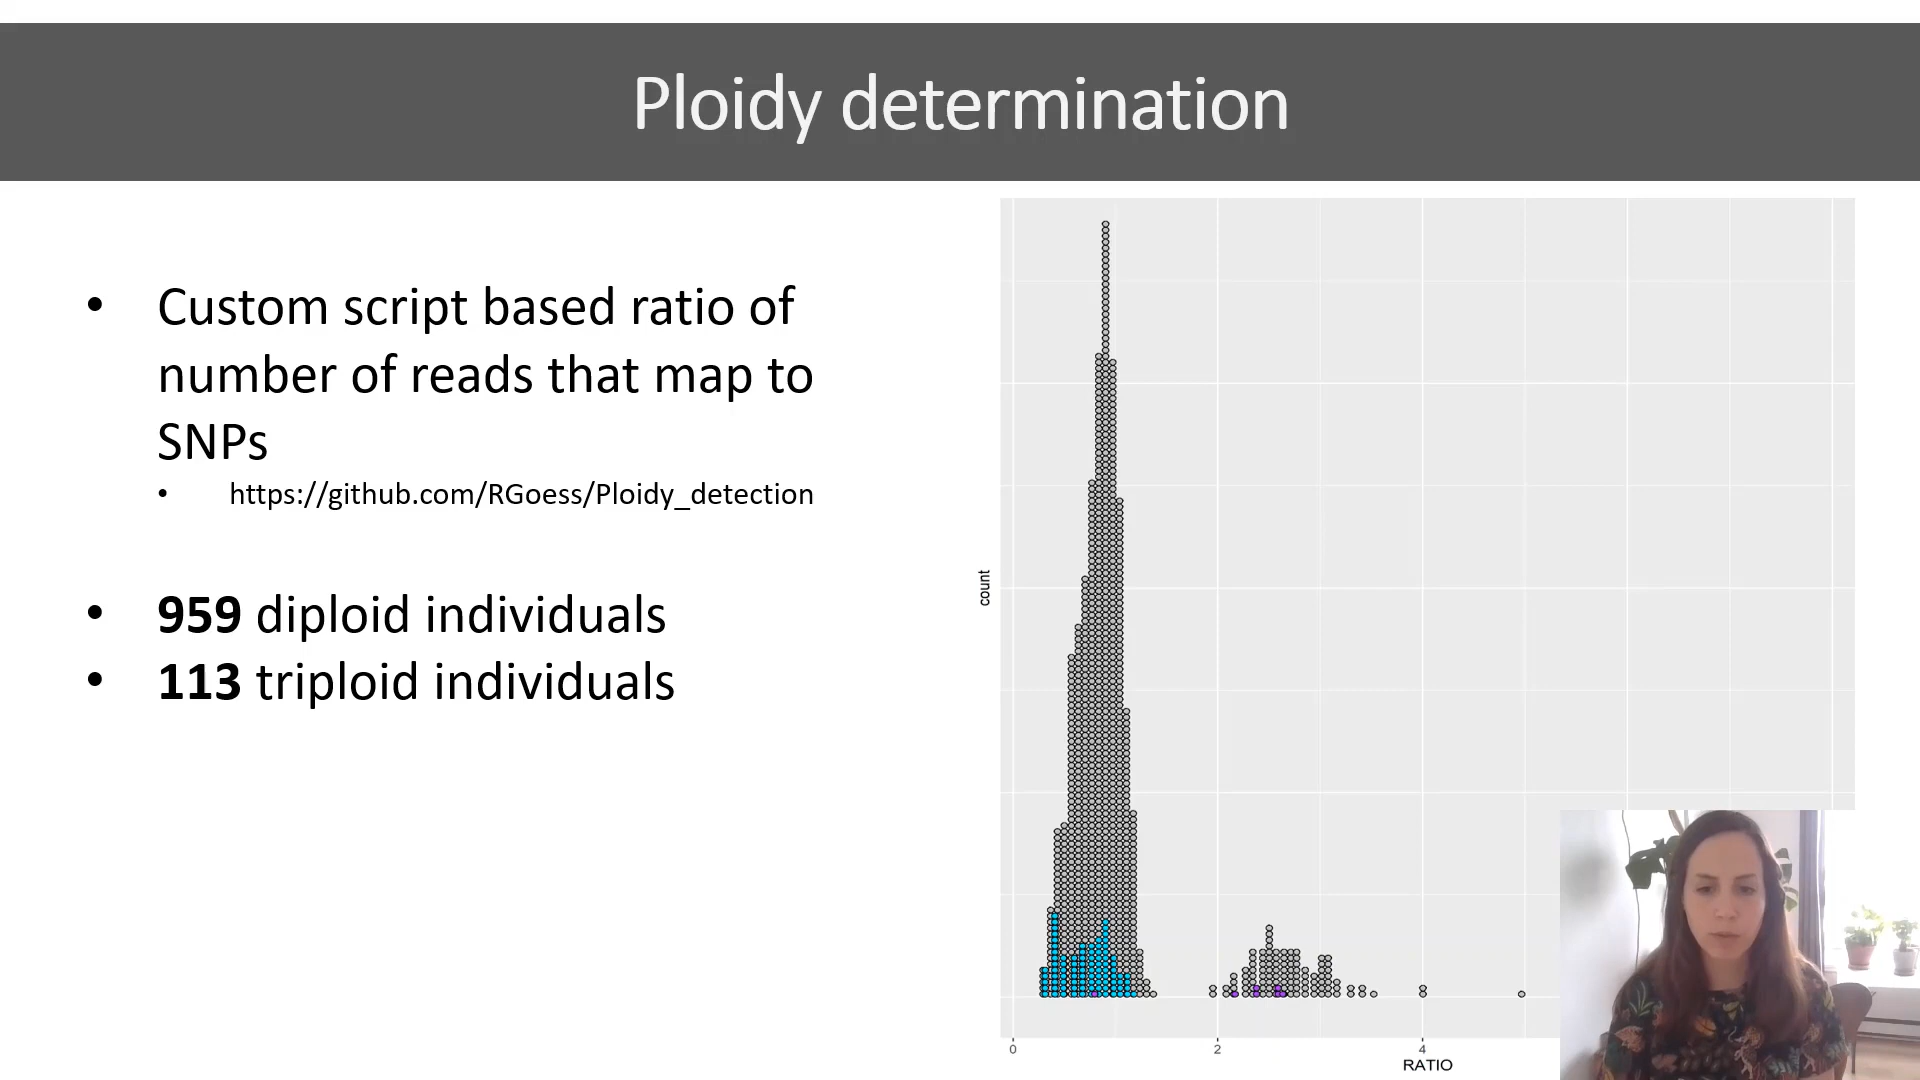 Ploidy determination
• Custom script based ratio of
number of reads that map to
SNPs
• https://github.com/RGoess/Ploidy_detection
• 959 diploid individuals
• 113 triploid individuals
count
0 2 4
RATIO